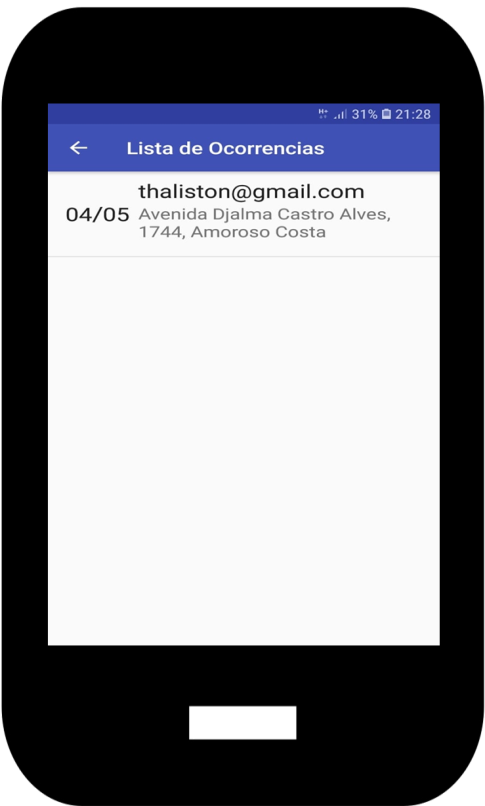 H+ 31% 21:28
Lista de Ocorrencias
thaliston@gmail.com
04/05 Avenida Djalma Castro Alves,
1744, Amoroso Costa